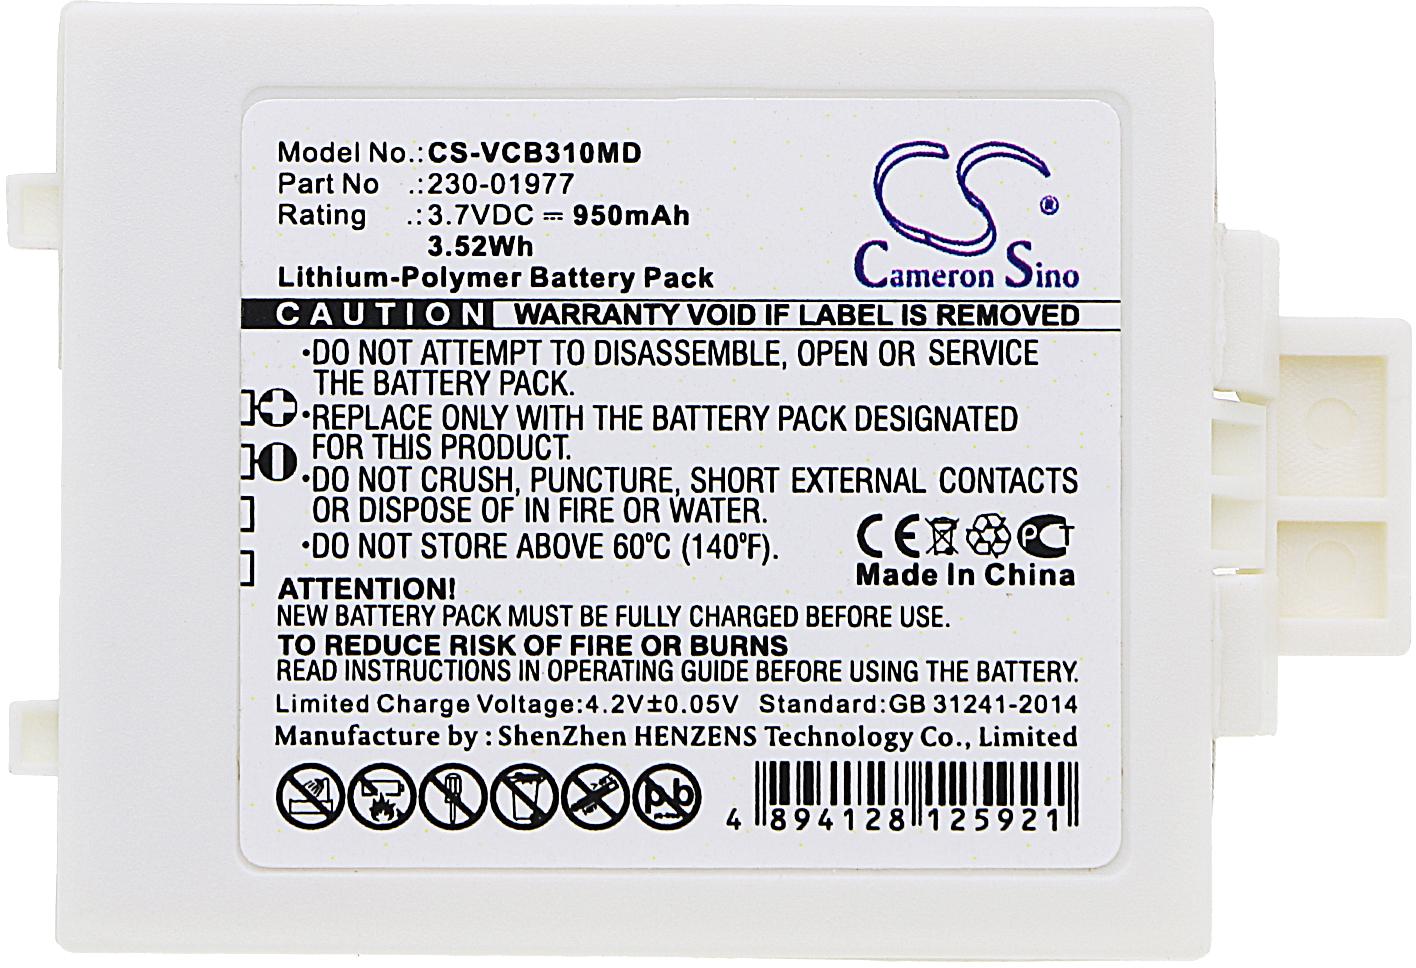 Model No.:CS-VCB310MD
Part No .:230-01977
Rating .:3.7VDC ⎓ 950mAh
3.52Wh
Lithium-Polymer Battery Pack
CS
®
Cameron Sino
CAUTION WARRANTY VOID IF LABEL IS REMOVED
•DO NOT ATTEMPT TO DISASSEMBLE, OPEN OR SERVICE
THE BATTERY PACK.
•REPLACE ONLY WITH THE BATTERY PACK DESIGNATED
FOR THIS PRODUCT.
•DO NOT CRUSH, PUNCTURE, SHORT EXTERNAL CONTACTS
OR DISPOSE OF IN FIRE OR WATER.
•DO NOT STORE ABOVE 60°C (140°F).
CE PCT
Made In China
ATTENTION!
NEW BATTERY PACK MUST BE FULLY CHARGED BEFORE USE.
TO REDUCE RISK OF FIRE OR BURNS
READ INSTRUCTIONS IN OPERATING GUIDE BEFORE USING THE BATTERY.
Limited Charge Voltage:4.2V±0.05V Standard:GB 31241-2014
Manufacture by : ShenZhen HENZENS Technology Co., Limited
pb
4 894128 125921